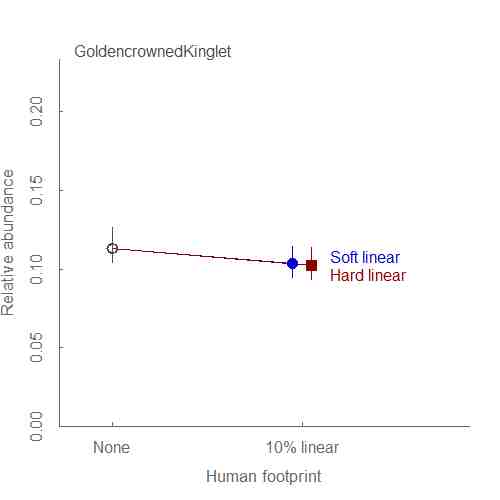 GoldencrownedKinglet
Relative abundance
0.20
0.15
0.10
0.05
0.00
Soft linear
Hard linear
None
10% linear
Human footprint